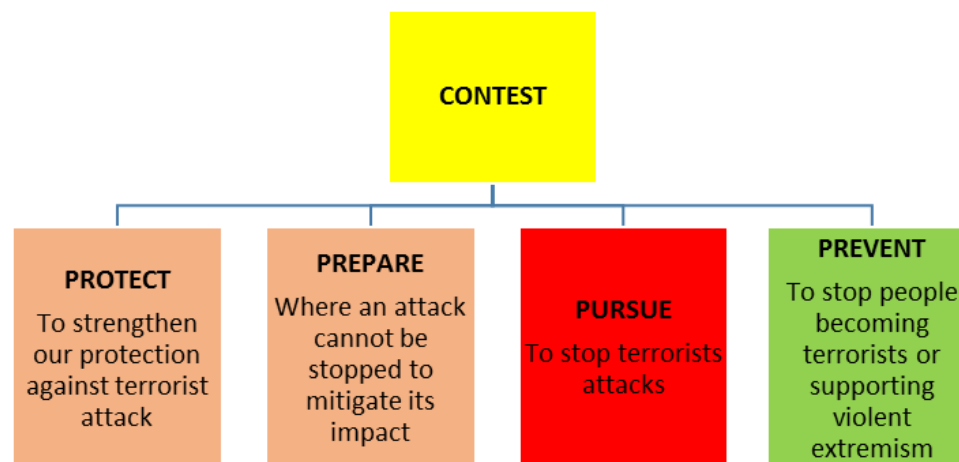 CONTEST
PROTECT
To strengthen
our protection
against terrorist
attack
PREPARE
Where an attack
cannot be
stopped to
mitigate its
impact
PURSUE
To stop terrorists
attacks
PREVENT
To stop people
becoming
terrorists or
supporting
violent
extremism